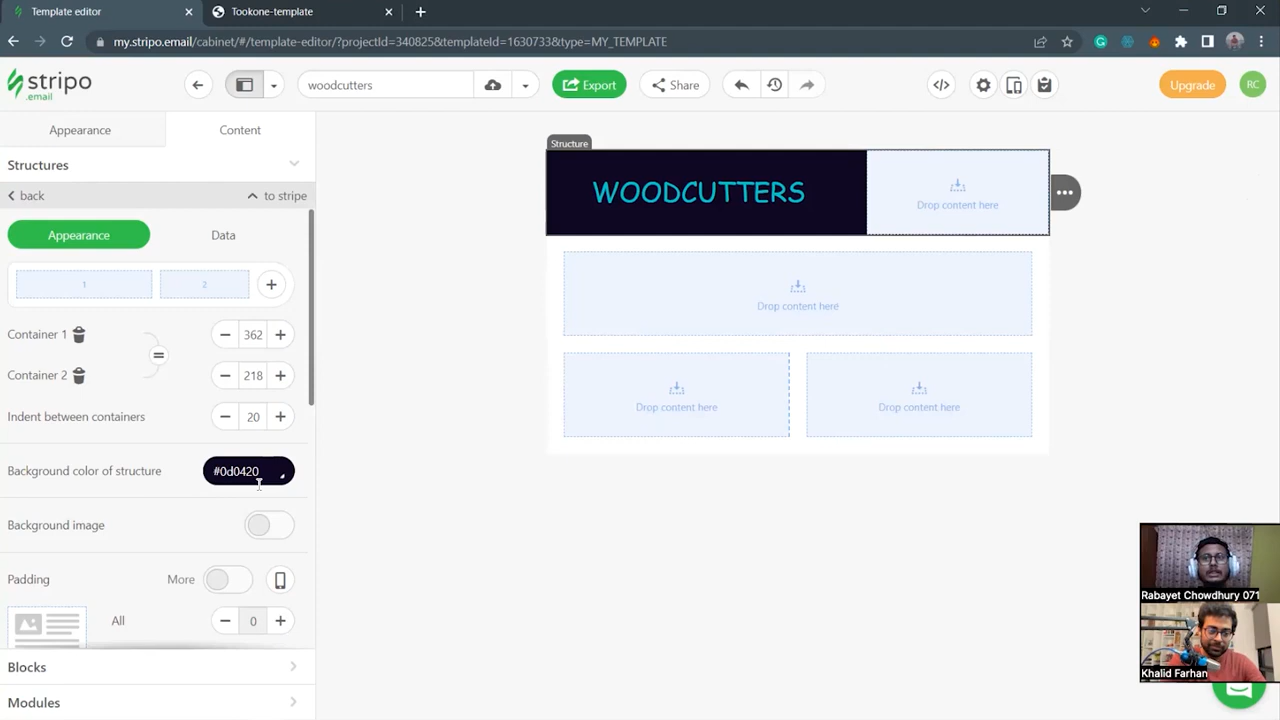 Template editor
Tookone-template
my.stripo.email/cabinet/#/template-editor/?projectId=340825&templateId=1630733&type=MY_TEMPLATE
stripo
.email
woodcutters
Export
Share
Upgrade
RC
Appearance
Content
Structures
back
to stripe
Appearance
Data
1
2
Container 1
362
Container 2
218
Indent between containers
20
Background color of structure
#0d0420
Background image
Padding
More
All
0
Blocks
Modules
Structure
WOODCUTTERS
Drop content here
Drop content here
Drop content here
Drop content here
Rabayet Chowdhury 071
Khalid Farhan